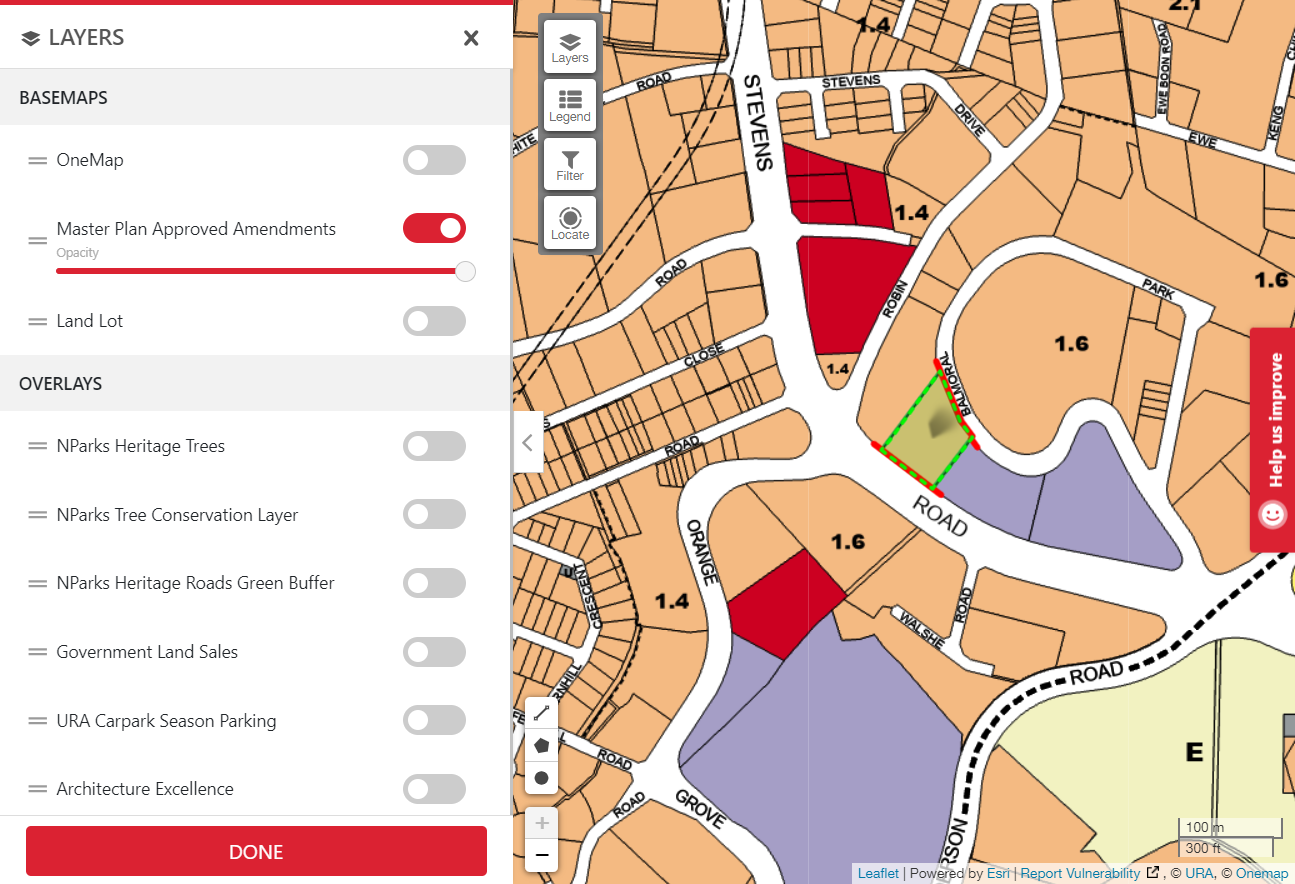 LAYERS
BASEMAPS
OneMap
Master Plan Approved Amendments
Opacity
Land Lot
OVERLAYS
NParks Heritage Trees
NParks Tree Conservation Layer
NParks Heritage Roads Green Buffer
Government Land Sales
URA Carpark Season Parking
Architecture Excellence
DONE
Layers
Legend
Filter
Locate
2.1
1.4
ROAD
STEVENS
STEVENS
DRIVE
EWE BOON ROAD
EWE
KENG
1.4
ROAD
ROBIN
PARK
1.6
1.6
CLOSE
1.4
BALMORAL
Help us improve
ROAD
ROAD
ORANGE
1.6
1.4
CRESCENT
ROAD
WALSHE
ROAD
E
ROAD
ROAD
GROVE
ERSON
100 m
300 ft
Leaflet | Powered by Esri | Report Vulnerability , © URA, © Onemap